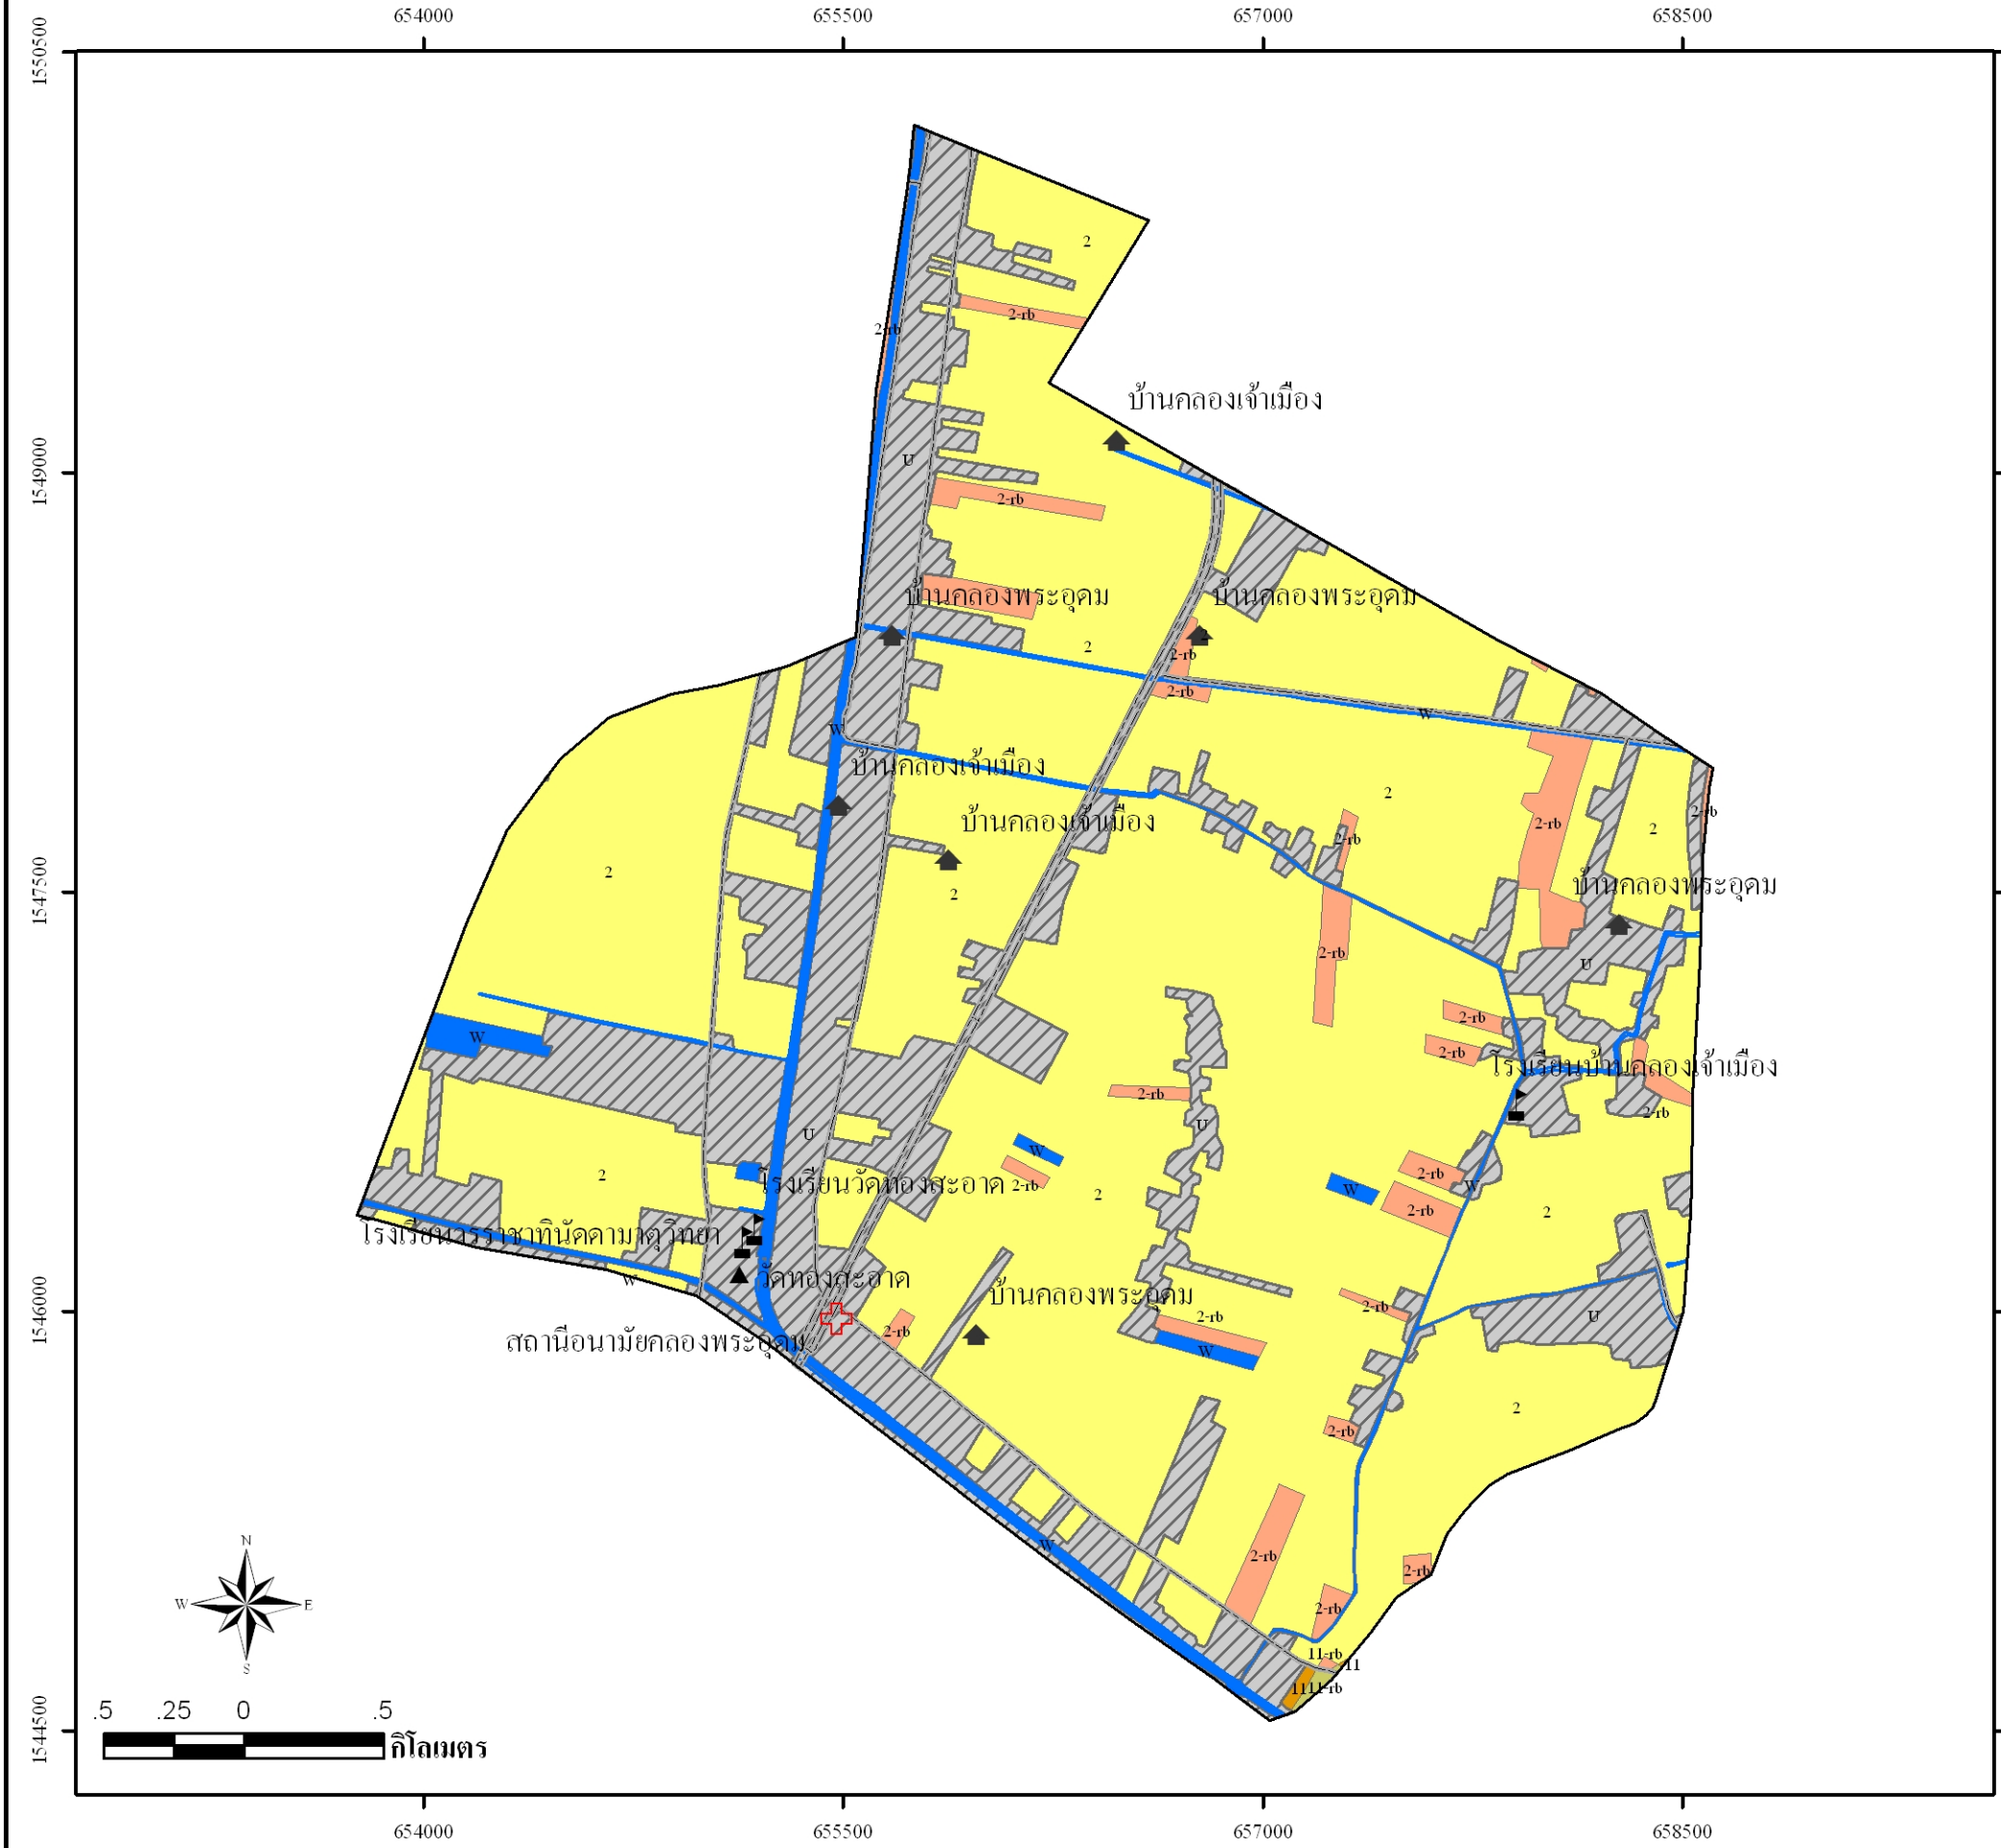 654000 655500 657000 658500
1550500
2
2-rb
2-rb
บ้านคลองเจ้าเมือง
U
1549000
2-rb
บ้านคลองพระอุดม
บ้านคลองพระอุดม
2
2
2-rb
2-rb
W
W
บ้านคลองเจ้าเมือง
2
2-rb
บ้านคลองเจ้าเมือง
2-rb
2
2-rb
2
2
1547500
บ้านคลองพระอุดม
2-rb
U
2-rb
W
2-rb
โรงเรียนบ้านคลองเจ้าเมือง
2-rb
2-rb
U
U
W
2
2-rb
W
W
2-rb
2
โรงเรียนวัดทองสะอาด
2-rb
2
โรงเรียนวรราชาทินัดดามาตุวิทยา
W
วัดทองสะอาด
บ้านคลองพระอุดม
2-rb
1546000
2-rb
U
2-rb
สถานีอนามัยคลองพระอุดม
W
2
2-rb
W
2-rb
2-rb
2-rb
11-rb
11
11
11-rb
N
W
E
S
1544500
.5 .25 0 .5
กิโลเมตร
654000 655500 657000 658500